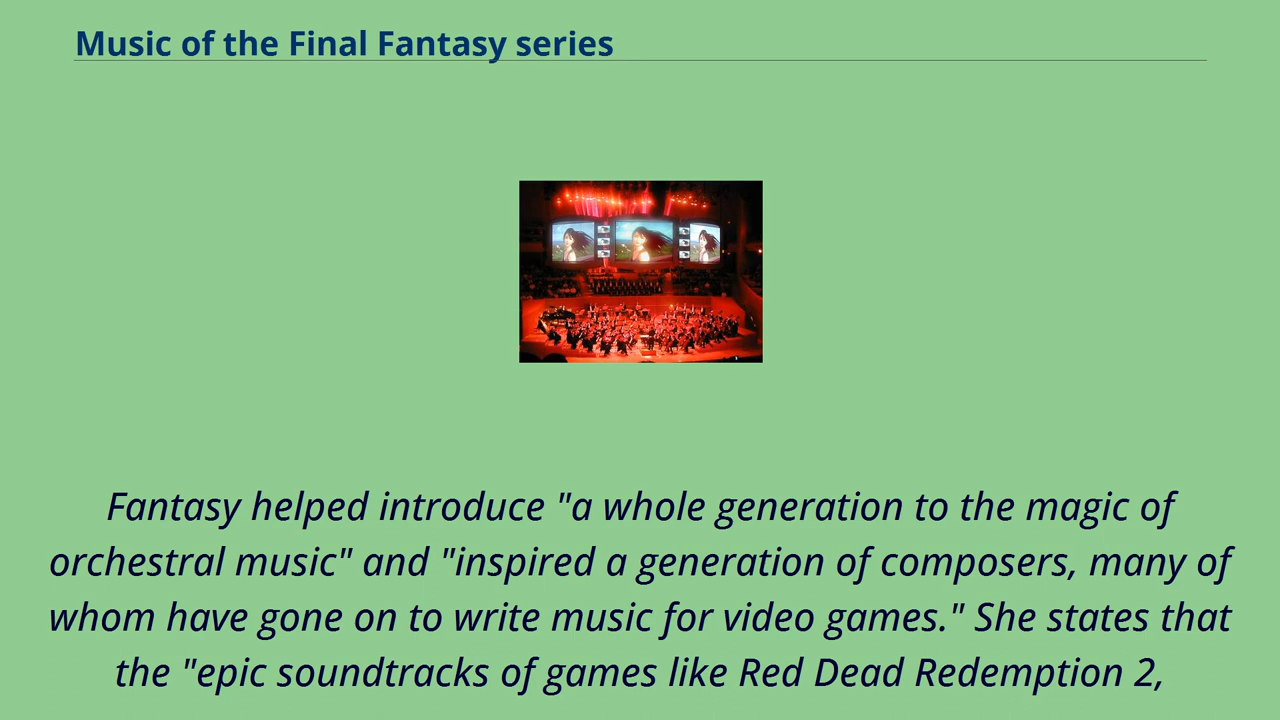 Music of the Final Fantasy series
Fantasy helped introduce "a whole generation to the magic of
orchestral music" and "inspired a generation of composers, many of
whom have gone on to write music for video games." She states that
the "epic soundtracks of games like Red Dead Redemption 2,